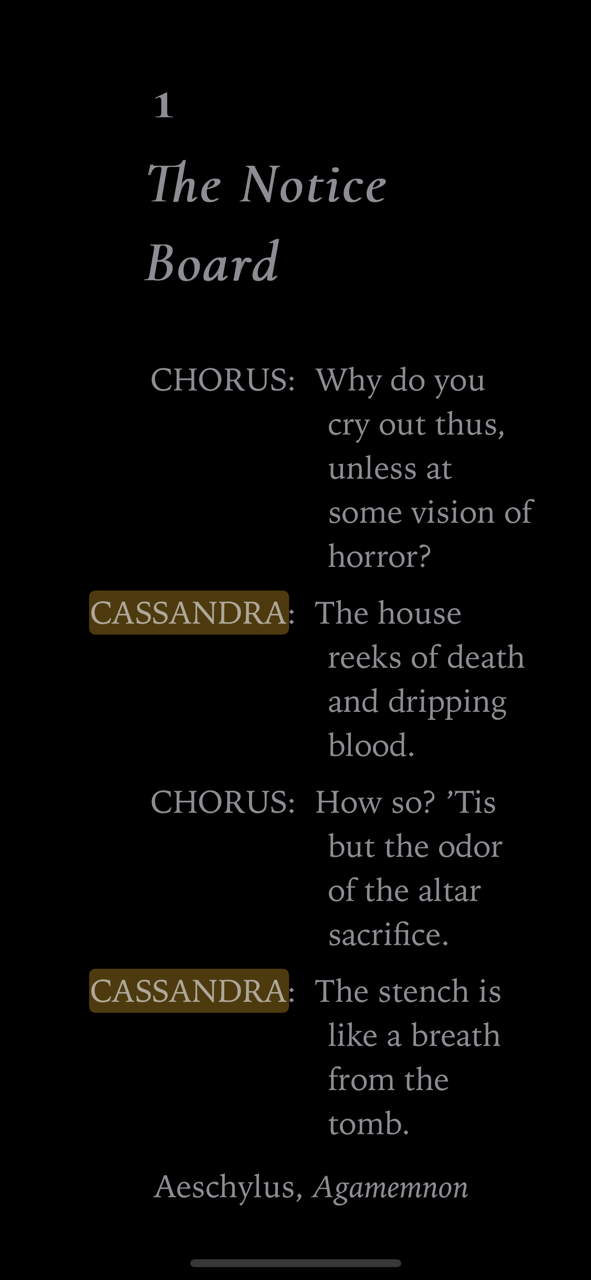 1
The Notice
Board
CHORUS: Why do you
cry out thus,
unless at
some vision of
horror?
CASSANDRA: The house
reeks of death
and dripping
blood.
CHORUS: How so? ’Tis
but the odor
of the altar
sacrifice.
CASSANDRA: The stench is
like a breath
from the
tomb.
Aeschylus, Agamemnon